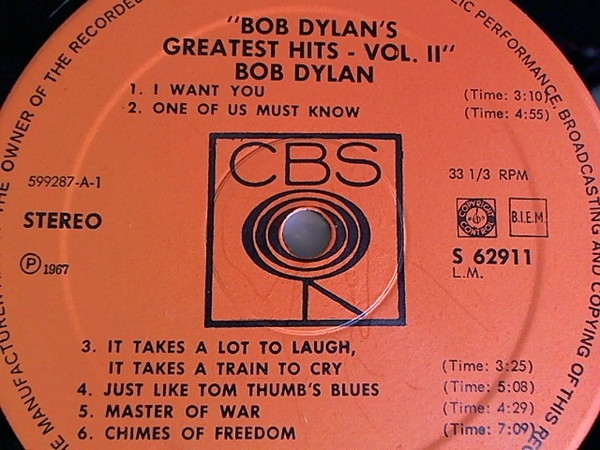 THE MANUFACTURER
THE OWNER OF THE RECORDED
PUBLIC PERFORMANCE, BROADCASTING AND COPYING OF THIS
"BOB DYLAN'S
GREATEST HITS - VOL. II"
BOB DYLAN
1. I WANT YOU (Time: 3:10)
2. ONE OF US MUST KNOW (Time: 4:55)
CBS
599287-A-1
33 1/3 RPM
STEREO
COPYRIGHT
CONTROL
B.I.E.M
S 62911
L.M.
Ⓟ 1967
3. IT TAKES A LOT TO LAUGH,
IT TAKES A TRAIN TO CRY (Time: 3:25)
4. JUST LIKE TOM THUMB'S BLUES (Time: 5:08)
5. MASTER OF WAR (Time: 4:29)
6. CHIMES OF FREEDOM (Time: 7:09)